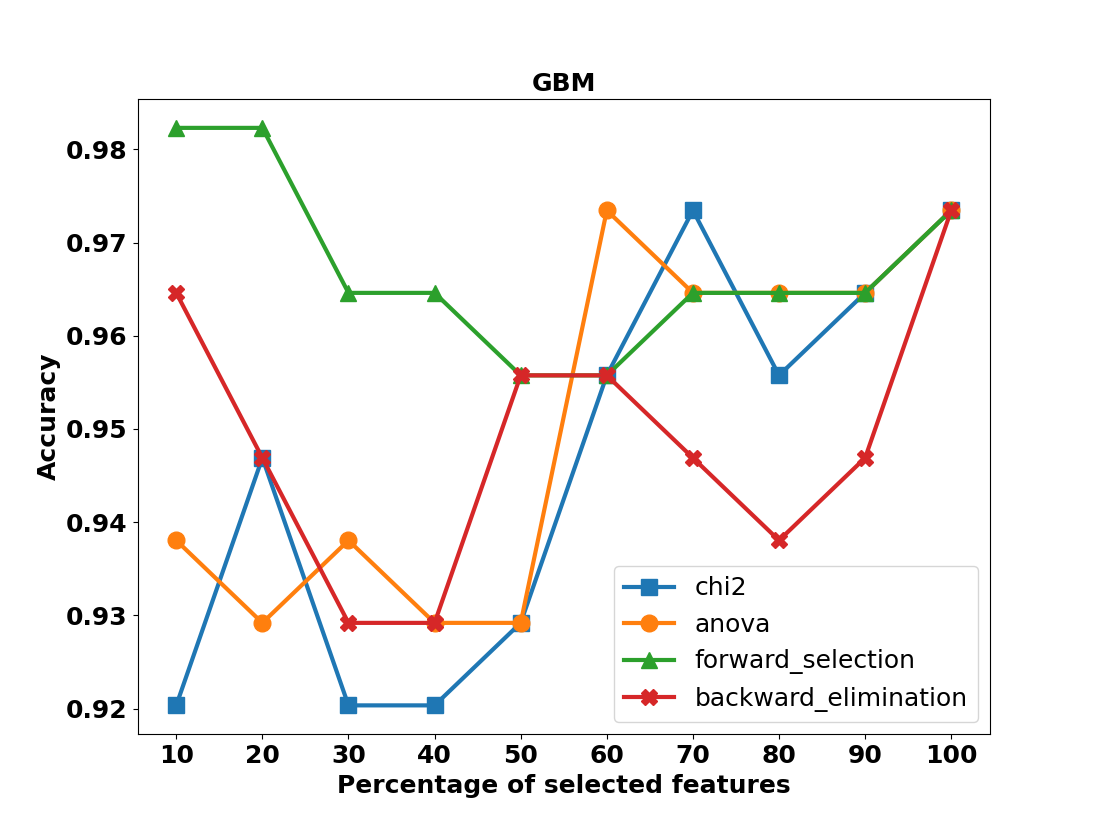 GBM
0.98
0.97
0.96
0.95
0.94
0.93
0.92
Accuracy
chi2
anova
forward_selection
backward_elimination
10 20 30 40 50 60 70 80 90 100
Percentage of selected features